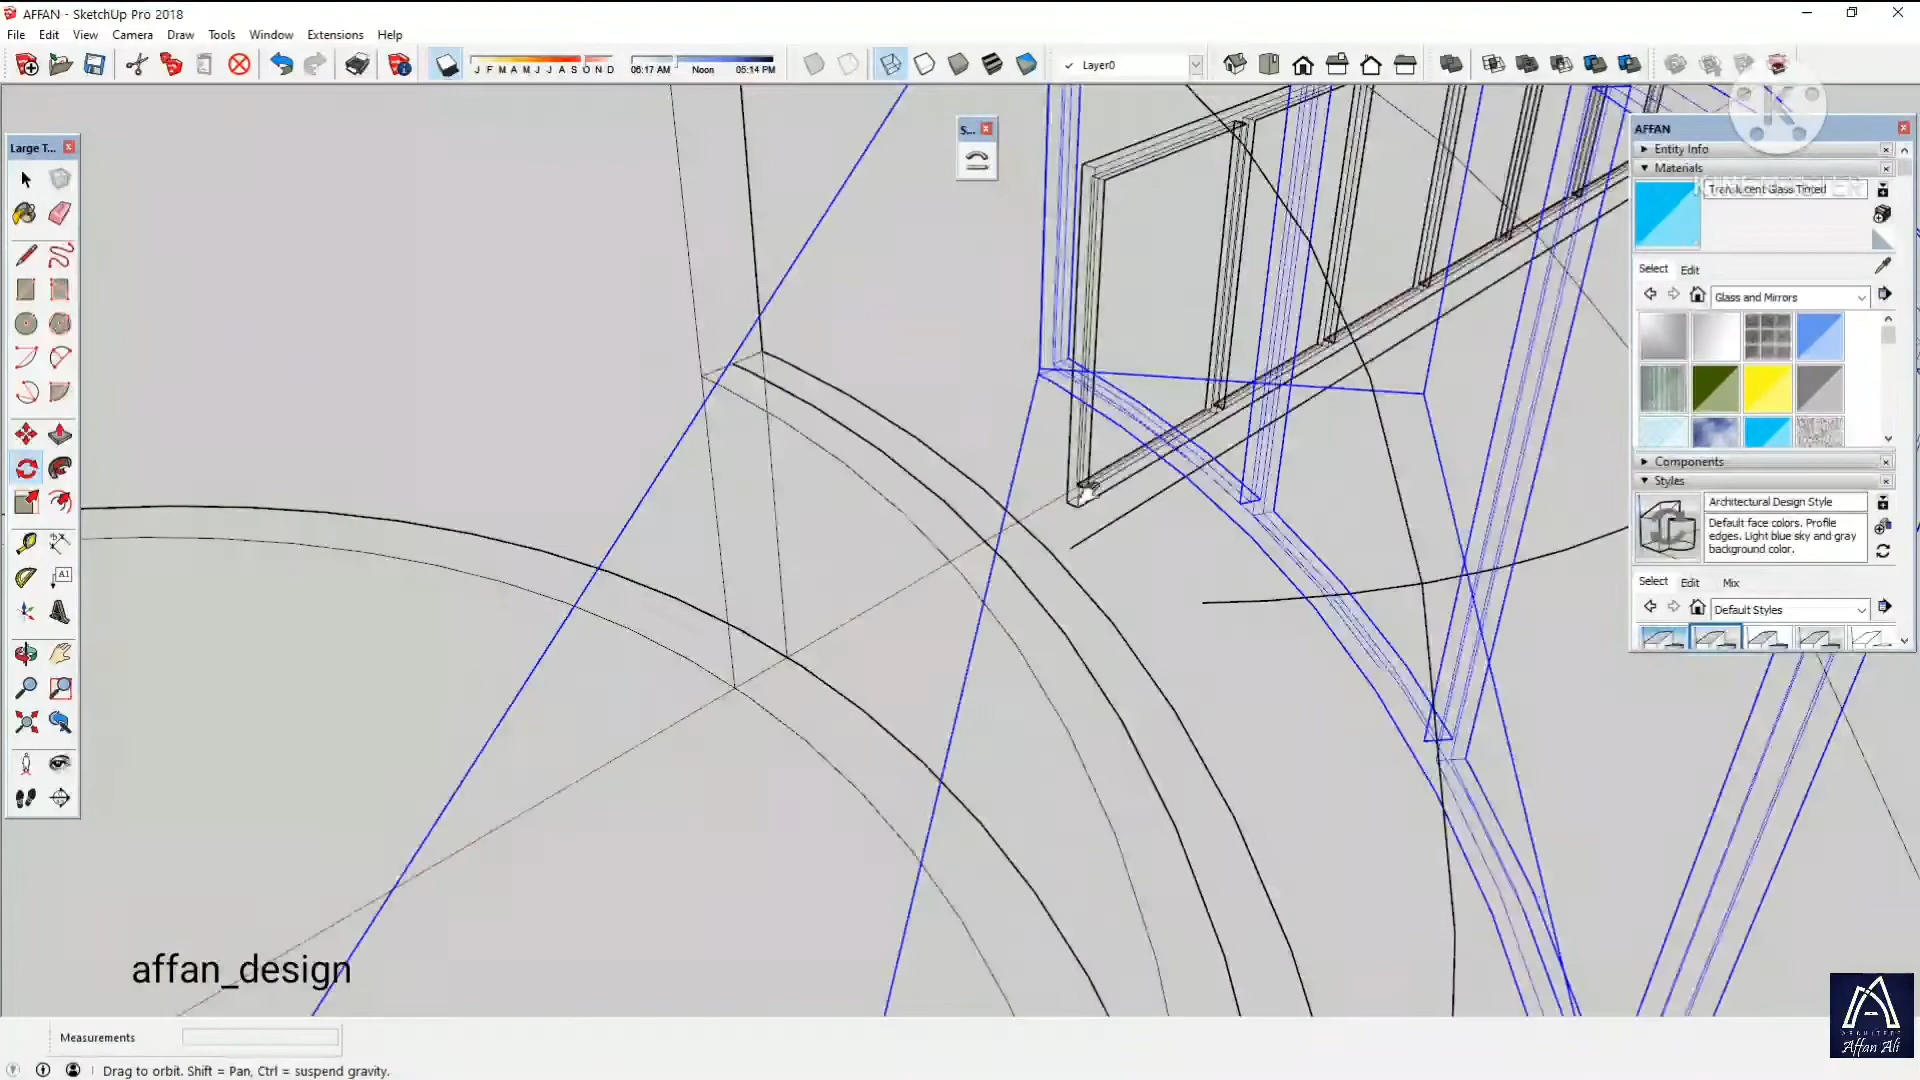 AFFAN - SketchUp Pro 2018
File Edit View Camera Draw Tools Window Extensions Help
J F M A M J J A S O N D
06:17 AM Noon 05:14 PM
Layer0
Large T...
S...
AFFAN
Entity Info
Materials
Translucent Glass Tinted
Select Edit
Glass and Mirrors
Components
Styles
Architectural Design Style
Default face colors. Profile
edges. Light blue sky and gray
background color.
Select Edit Mix
Default Styles
A1
affan_design
Measurements
Drag to orbit. Shift = Pan, Ctrl = suspend gravity.
ARCHITECT
Affan Ali